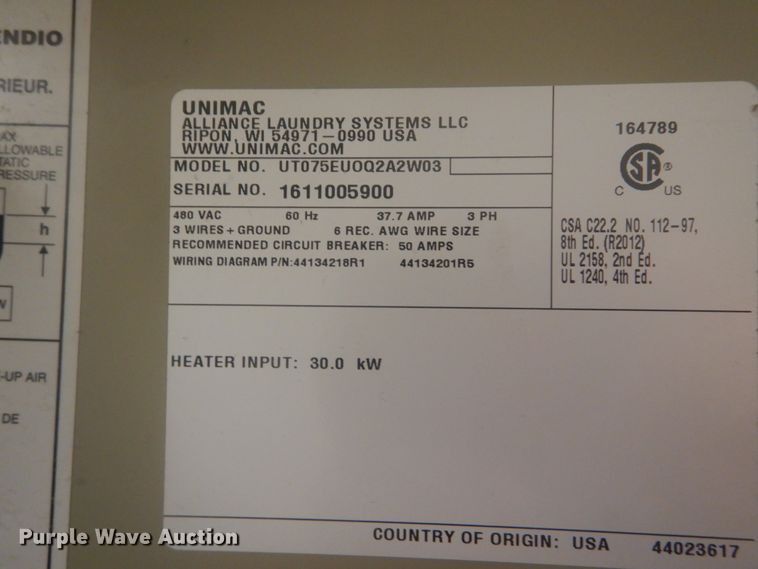 ENDIO
RIEUR.
AX
LLOWABLE
TATIC
RESSURE
h
W
-UP AIR
DE
UNIMAC
ALLIANCE LAUNDRY SYSTEMS LLC
RIPON, WI 54971-0990 USA
WWW.UNIMAC.COM
MODEL NO. UT075EUOQ2A2W03
SERIAL NO. 1611005900
480 VAC 60 Hz 37.7 AMP 3 PH
3 WIRES + GROUND 6 REC. AWG WIRE SIZE
RECOMMENDED CIRCUIT BREAKER: 50 AMPS
WIRING DIAGRAM P/N:44134218R1 44134201R5
164789
CSA ®
C US
CSA C22.2 NO. 112-97,
8th Ed. (R2012)
UL 2158, 2nd Ed.
UL 1240, 4th Ed.
HEATER INPUT: 30.0 kW
COUNTRY OF ORIGIN: USA 44023617
Purple Wave Auction